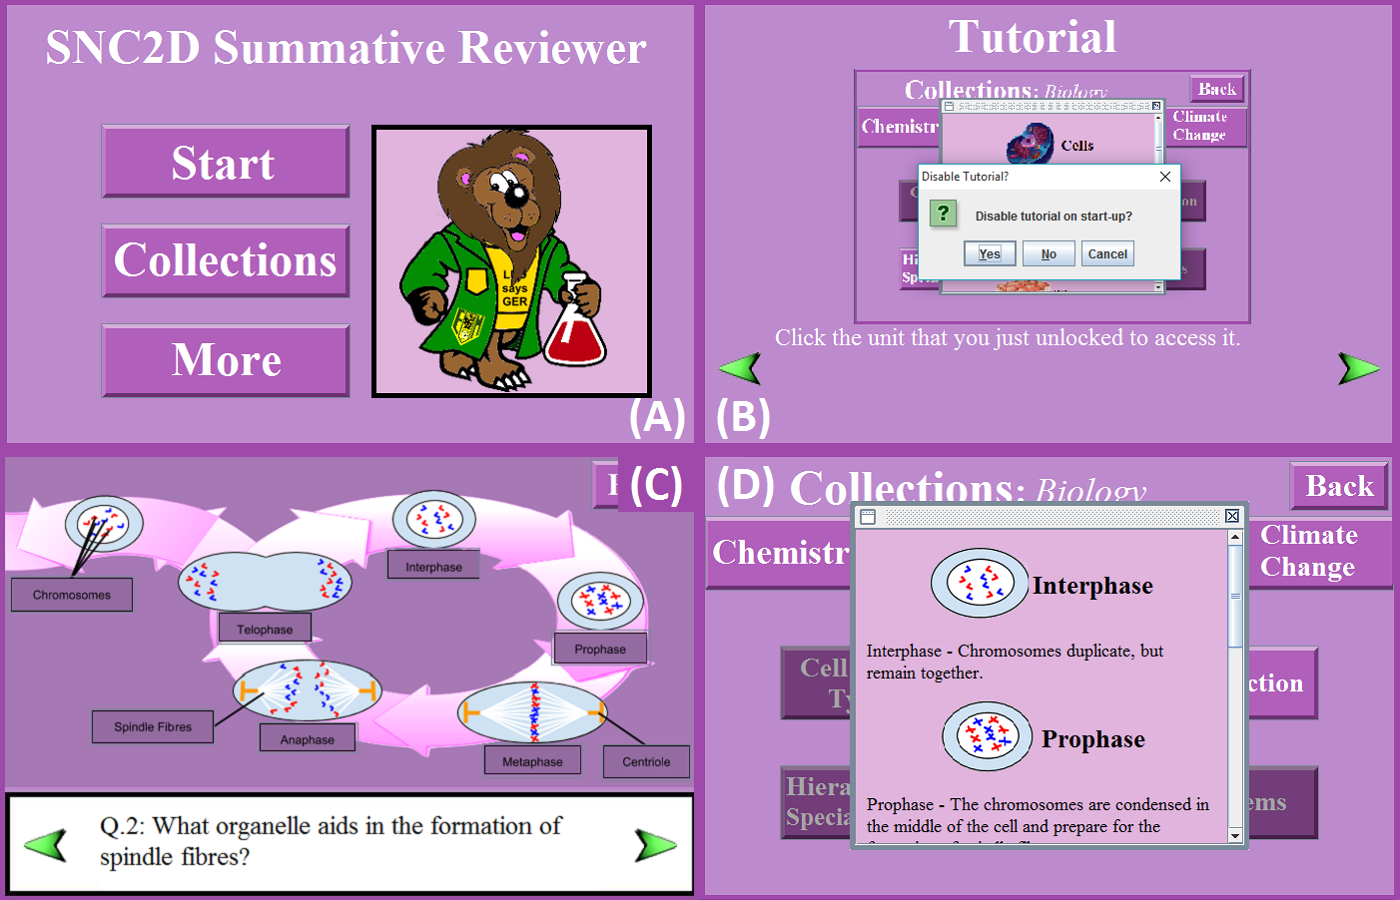 SNC2D Summative Reviewer
Start
Collections
More
says
GER
(A)
Tutorial
Collections: Biology
Back
Chemistr
Climate
Change
Cells
Disable Tutorial?
Disable tutorial on start-up?
Yes
No
Cancel
Click the unit that you just unlocked to access it.
(B)
(C)
Chromosomes
Interphase
Telophase
Prophase
Spindle Fibres
Anaphase
Metaphase
Centriole
Q.2: What organelle aids in the formation of
spindle fibres?
(D)
Collections: Biology
Back
Chemistr
Climate
Change
Cell
Ty
ction
Hiera
Specia
ems
Interphase
Interphase - Chromosomes duplicate, but
remain together.
Prophase
Prophase - The chromosomes are condensed in
the middle of the cell and prepare for the